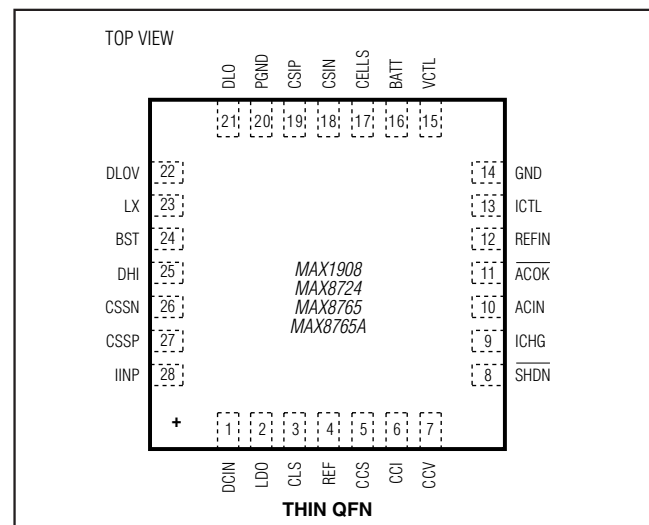 TOP VIEW
DLO PGND CSIP CSIN CELLS BATT VCTL
21 20 19 18 17 16 15
DLOV 22 14 GND
LX 23 13 ICTL
BST 24 12 REFIN
DHI 25 11 ACOK
CSSN 26 10 ACIN
CSSP 27 9 ICHG
IINP 28 8 SHDN
MAX1908
MAX8724
MAX8765
MAX8765A
+
1 2 3 4 5 6 7
DCIN LDO CLS REF CCS CCI CCV
THIN QFN